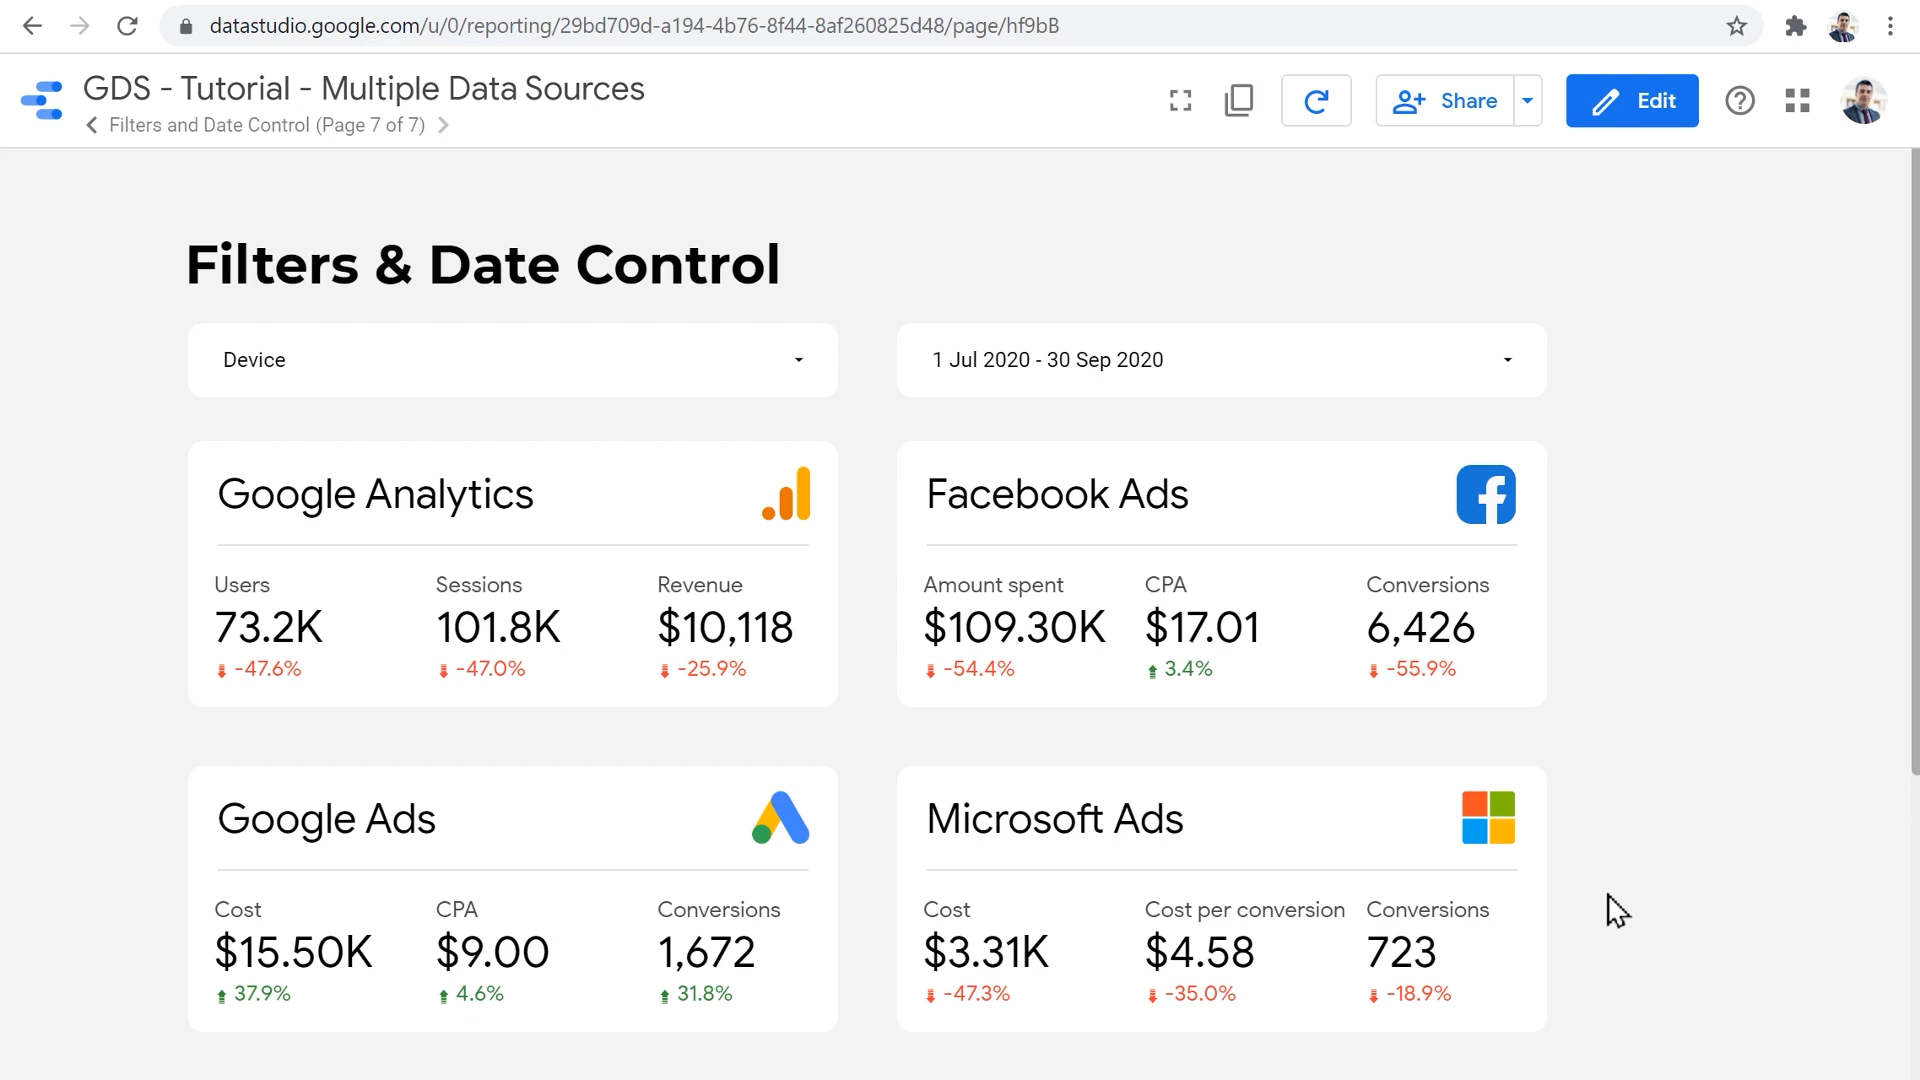 datastudio.google.com/u/0/reporting/29bd709d-a194-4b76-8f44-8af260825d48/page/hf9bB
GDS - Tutorial - Multiple Data Sources
Filters and Date Control (Page 7 of 7)
Share
Edit
Filters & Date Control
Device
1 Jul 2020 - 30 Sep 2020
Google Analytics
Users Sessions Revenue
73.2K 101.8K $10,118
-47.6% -47.0% -25.9%
Facebook Ads
Amount spent CPA Conversions
$109.30K $17.01 6,426
-54.4% 3.4% -55.9%
Google Ads
Cost CPA Conversions
$15.50K $9.00 1,672
37.9% 4.6% 31.8%
Microsoft Ads
Cost Cost per conversion Conversions
$3.31K $4.58 723
-47.3% -35.0% -18.9%